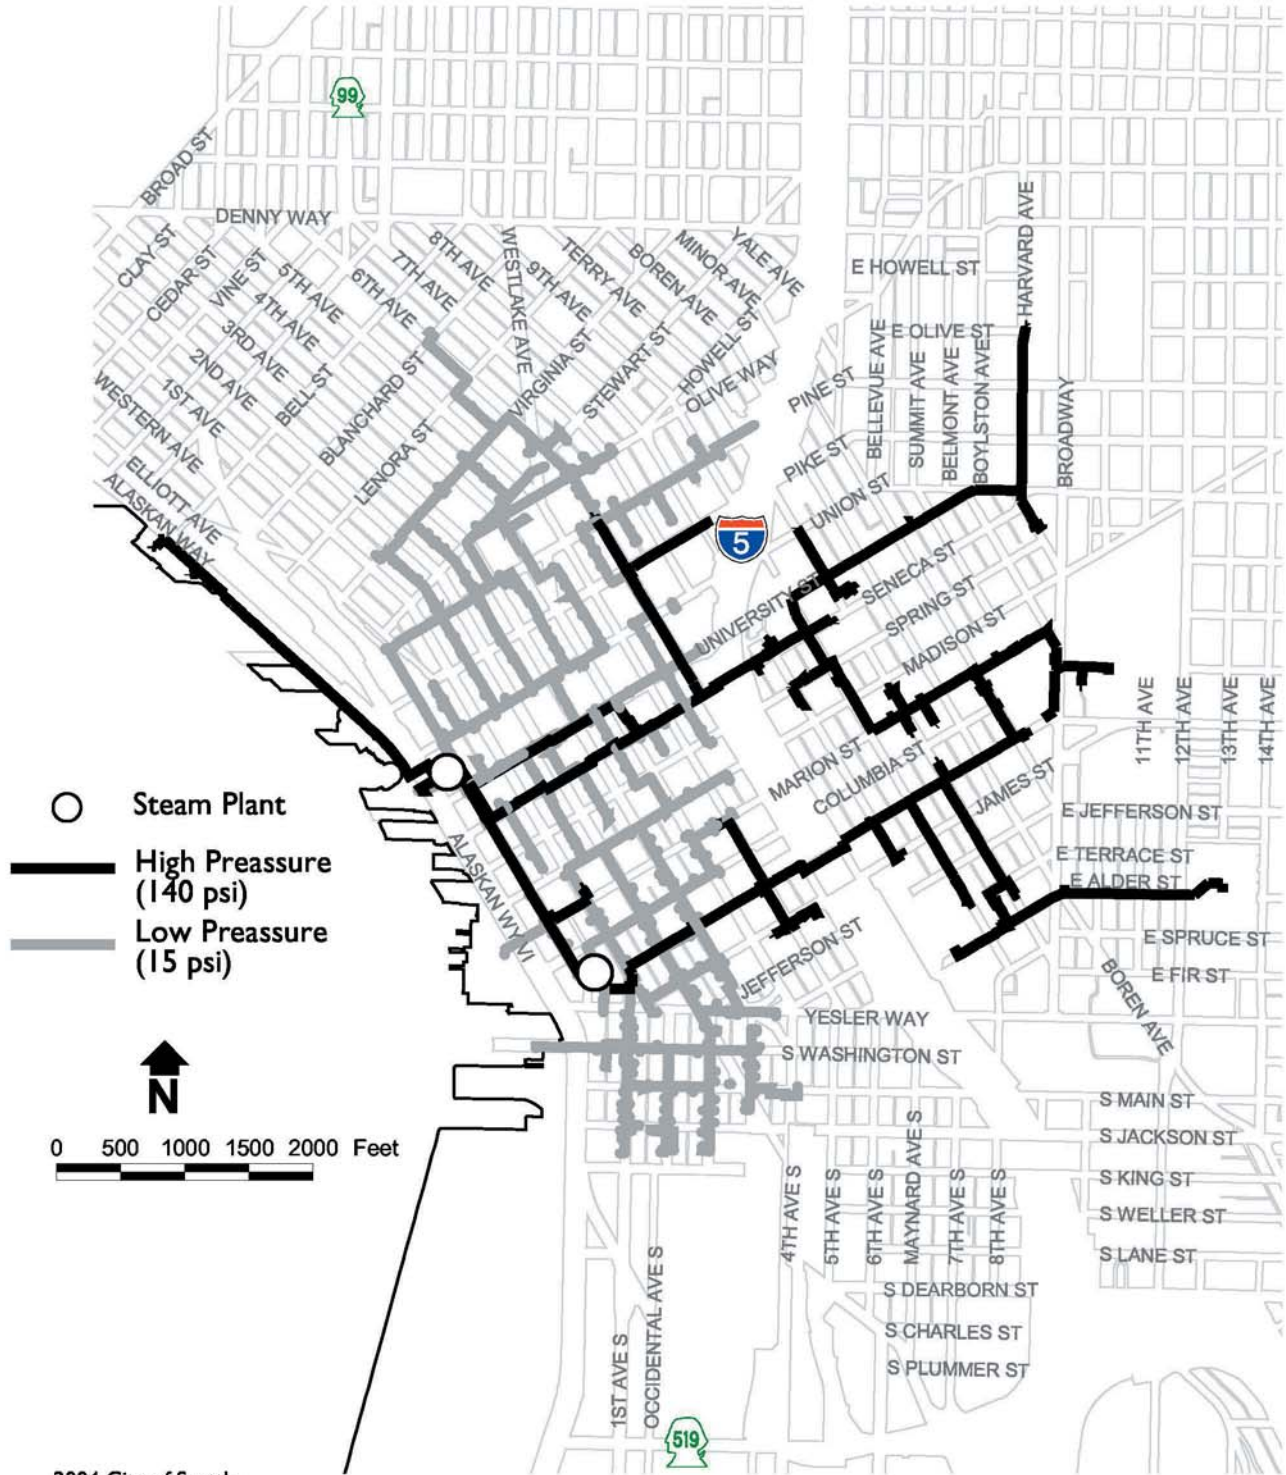 99
BROAD ST
DENNY WAY
CLAY ST
CEDAR ST
VINE ST
5TH AVE
4TH AVE
3RD AVE
2ND AVE
1ST AVE
WESTERN AVE
ELLIOTT AVE
ALASKAN WAY
6TH AVE
7TH AVE
8TH AVE
WESTLAKE AVE
9TH AVE
TERRY AVE
BOREN AVE
MINOR AVE
YALE AVE
BELL ST
BLANCHARD ST
LENORA ST
VIRGINIA ST
STEWART ST
HOWELL ST
OLIVE WAY
PINE ST
PIKE ST
UNION ST
E HOWELL ST
E OLIVE ST
HARVARD AVE
BELLEVUE AVE
SUMMIT AVE
BELMONT AVE
BOYLSTON AVE
BROADWAY
5
UNIVERSITY ST
SENECA ST
SPRING ST
MADISON ST
MARION ST
COLUMBIA ST
JAMES ST
11TH AVE
12TH AVE
13TH AVE
14TH AVE
E JEFFERSON ST
E TERRACE ST
E ALDER ST
E SPRUCE ST
E FIR ST
BOREN AVE
ALASKAN WY VI
JEFFERSON ST
YESLER WAY
S WASHINGTON ST
S MAIN ST
S JACKSON ST
S KING ST
S WELLER ST
S LANE ST
4TH AVE S
5TH AVE S
6TH AVE S
MAYNARD AVE S
7TH AVE S
8TH AVE S
S DEARBORN ST
S CHARLES ST
S PLUMMER ST
1ST AVE S
OCCIDENTAL AVE S
519
Steam Plant
High Preassure
(140 psi)
Low Preassure
(15 psi)
N
0 500 1000 1500 2000 Feet